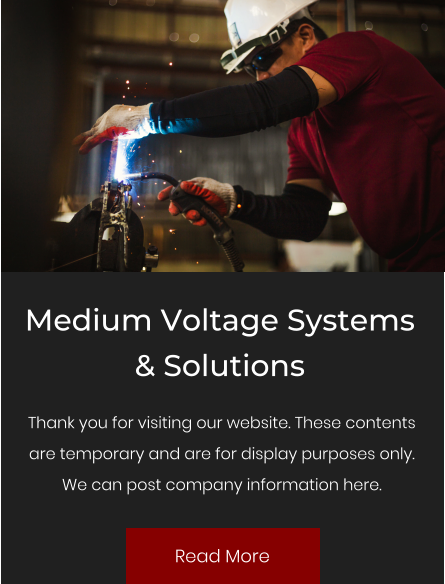 Medium Voltage Systems
& Solutions
Thank you for visiting our website. These contents
are temporary and are for display purposes only.
We can post company information here.
Read More